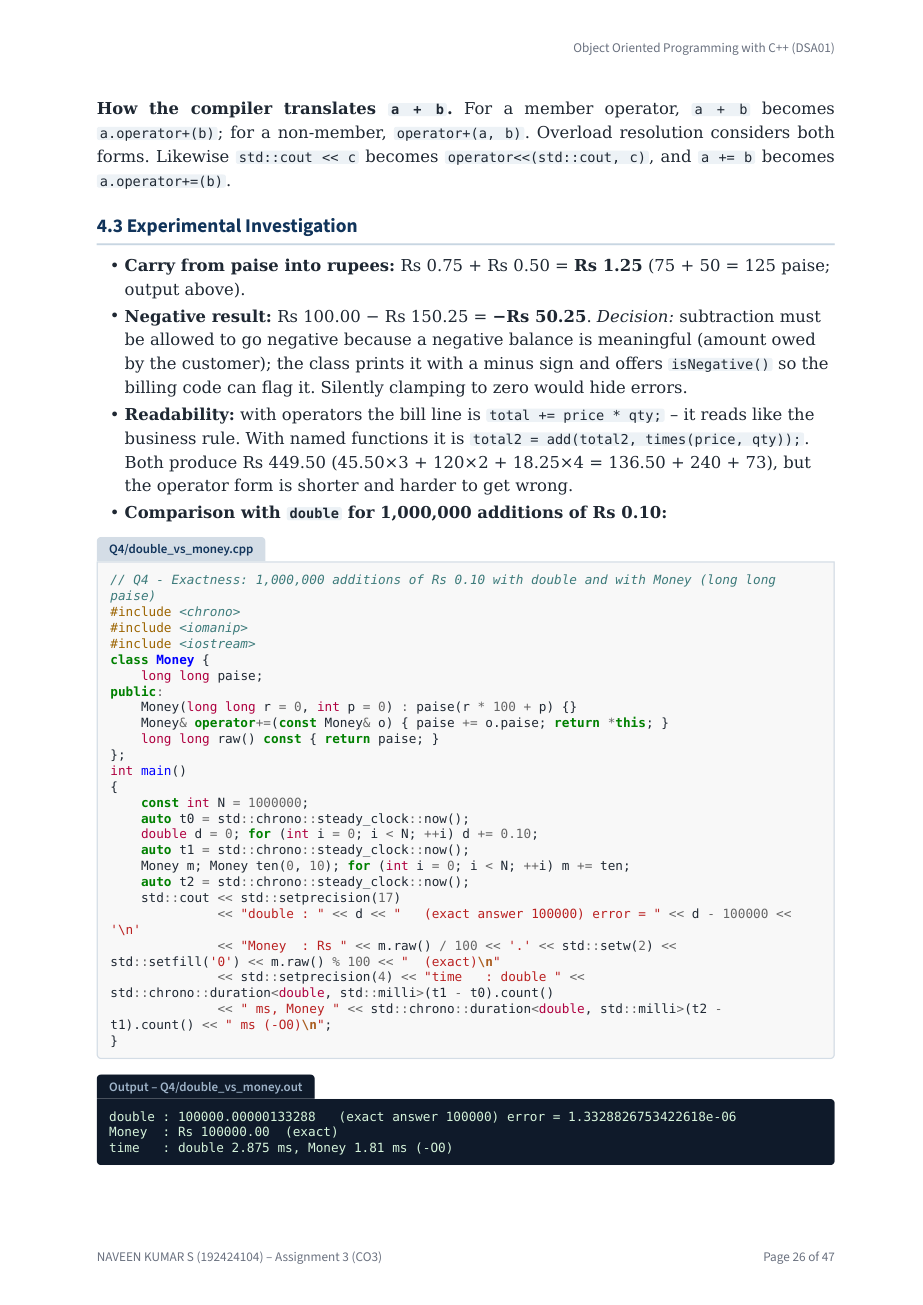 Object Oriented Programming with C++ (DSA01)
How the compiler translates a + b. For a member operator, a + b becomes
a.operator+(b); for a non-member, operator+(a, b). Overload resolution considers both
forms. Likewise std::cout << c becomes operator<<(std::cout, c), and a += b becomes
a.operator+=(b).
4.3 Experimental Investigation
• Carry from paise into rupees: Rs 0.75 + Rs 0.50 = Rs 1.25 (75 + 50 = 125 paise;
output above).
• Negative result: Rs 100.00 − Rs 150.25 = −Rs 50.25. Decision: subtraction must
be allowed to go negative because a negative balance is meaningful (amount owed
by the customer); the class prints it with a minus sign and offers isNegative() so the
billing code can flag it. Silently clamping to zero would hide errors.
• Readability: with operators the bill line is total += price * qty; – it reads like the
business rule. With named functions it is total2 = add(total2, times(price, qty));.
Both produce Rs 449.50 (45.50×3 + 120×2 + 18.25×4 = 136.50 + 240 + 73), but
the operator form is shorter and harder to get wrong.
• Comparison with double for 1,000,000 additions of Rs 0.10:
Q4/double_vs_money.cpp
// Q4 - Exactness: 1,000,000 additions of Rs 0.10 with double and with Money (long long
paise)
#include <chrono>
#include <iomanip>
#include <iostream>
class Money {
    long long paise;
public:
    Money(long long r = 0, int p = 0) : paise(r * 100 + p) {}
    Money& operator+=(const Money& o) { paise += o.paise; return *this; }
    long long raw() const { return paise; }
};
int main()
{
    const int N = 1000000;
    auto t0 = std::chrono::steady_clock::now();
    double d = 0; for (int i = 0; i < N; ++i) d += 0.10;
    auto t1 = std::chrono::steady_clock::now();
    Money m; Money ten(0, 10); for (int i = 0; i < N; ++i) m += ten;
    auto t2 = std::chrono::steady_clock::now();
    std::cout << std::setprecision(17)
              << "double : " << d << "   (exact answer 100000) error = " << d - 100000 <<
'\n'
              << "Money  : Rs " << m.raw() / 100 << '.' << std::setw(2) <<
std::setfill('0') << m.raw() % 100 << "  (exact)\n"
              << std::setprecision(4) << "time   : double " <<
std::chrono::duration<double, std::milli>(t1 - t0).count()
              << " ms, Money " << std::chrono::duration<double, std::milli>(t2 -
t1).count() << " ms (-O0)\n";
}
Output – Q4/double_vs_money.out
double : 100000.00000133288   (exact answer 100000) error = 1.3328826753422618e-06
Money  : Rs 100000.00  (exact)
time   : double 2.875 ms, Money 1.81 ms (-O0)
NAVEEN KUMAR S (192424104) – Assignment 3 (CO3)
Page 26 of 47